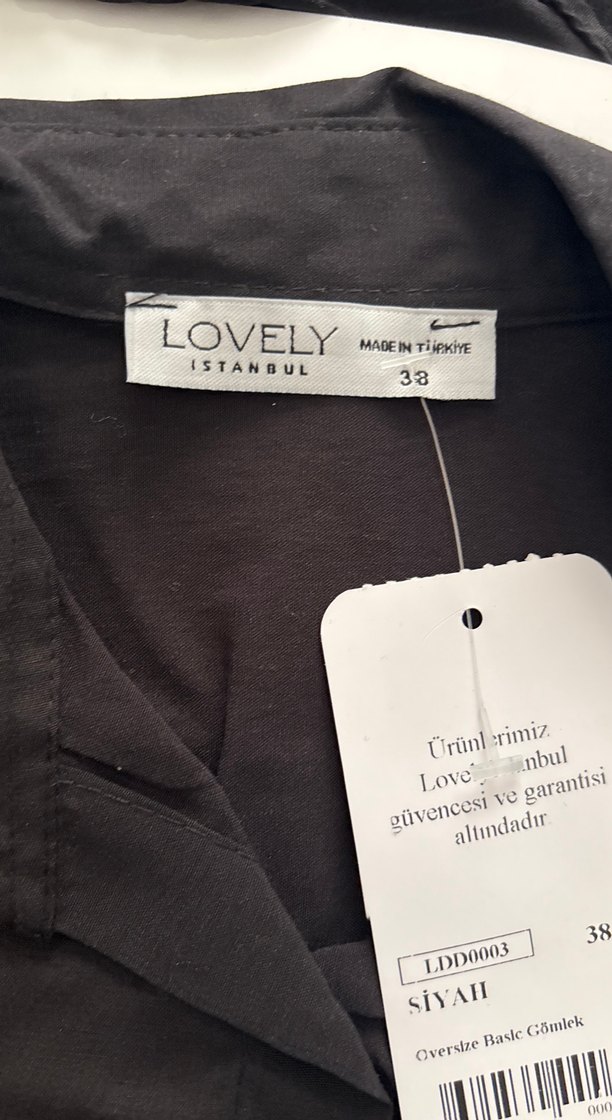 LOVELY
ISTANBUL
MADE IN TÜRKİYE
38
Ürünlerimiz
güvencesi ve garantisi
altındadır
LDD0003
38
SİYAH
Oversize Basic Gömlek
000